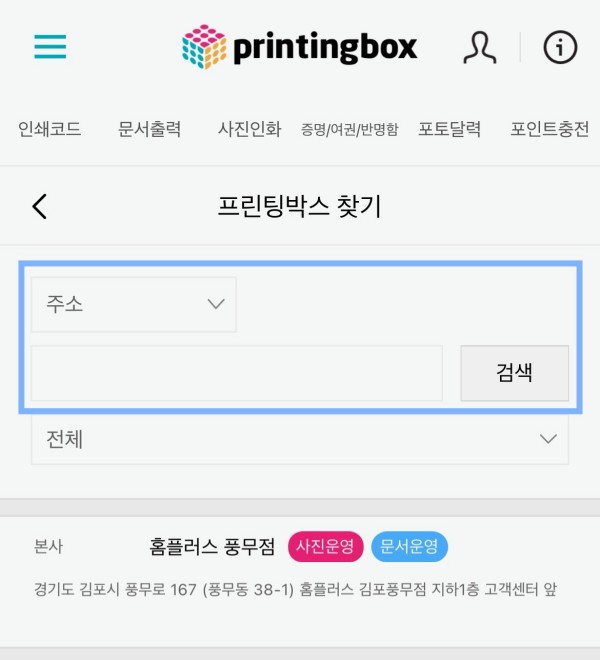 printingbox
인쇄코드 문서출력 사진인화 증명/여권/반명함 포토달력 포인트충전
프린팅박스 찾기
주소
검색
전체
본사 홈플러스 풍무점 사진운영 문서운영
경기도 김포시 풍무로 167 (풍무동 38-1) 홈플러스 김포풍무점 지하1층 고객센터 앞